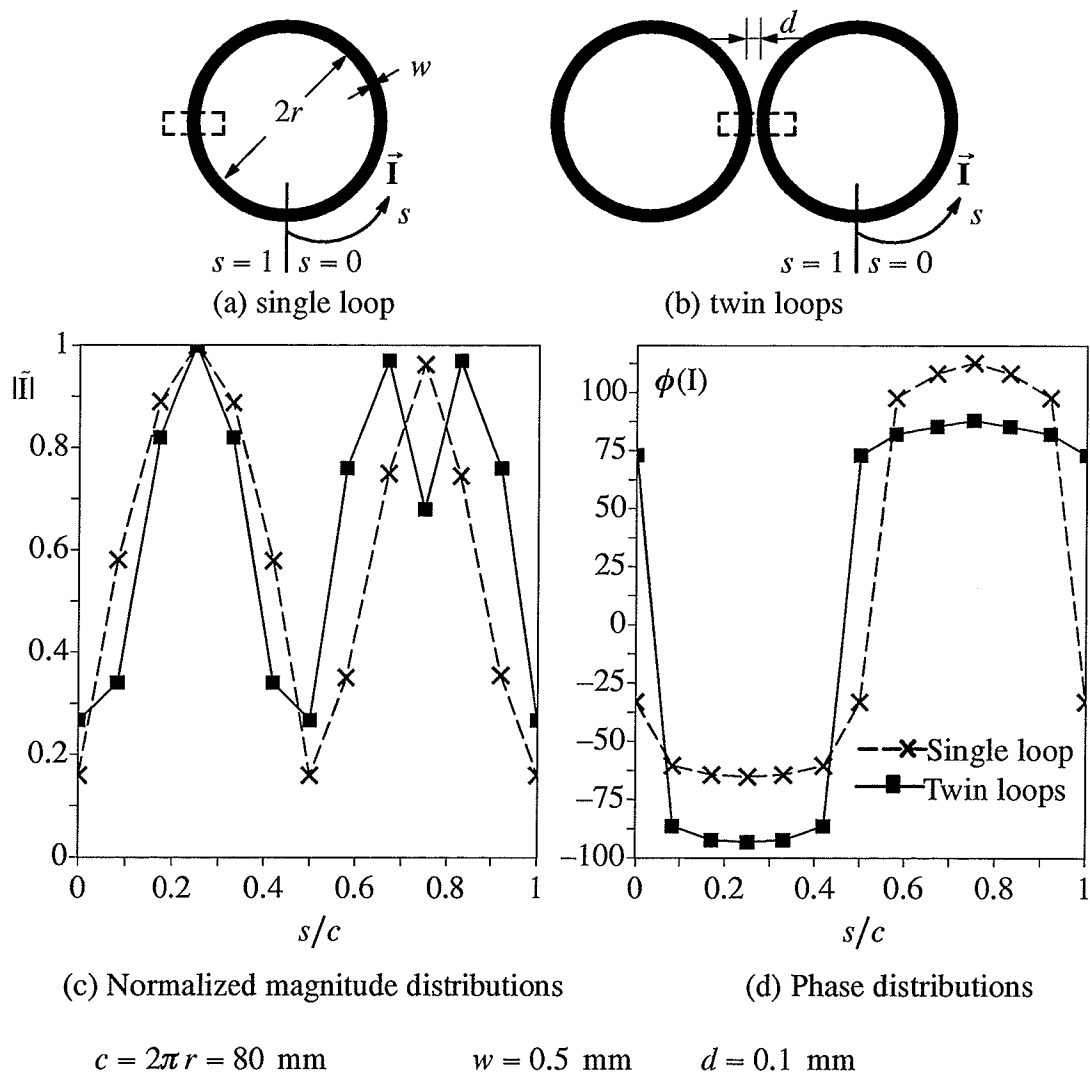 d
w
2r
I⃗
s
s = 1 s = 0
(a) single loop
I⃗
s
s = 1 s = 0
(b) twin loops
|Ĩ|
1
0.8
0.6
0.4
0.2
0
0 0.2 0.4 0.6 0.8 1
s/c
(c) Normalized magnitude distributions
ϕ(I)
100
75
50
25
0
−25
−50
−75
−100
Single loop
Twin loops
0 0.2 0.4 0.6 0.8 1
s/c
(d) Phase distributions
c = 2π r = 80 mm w = 0.5 mm d = 0.1 mm